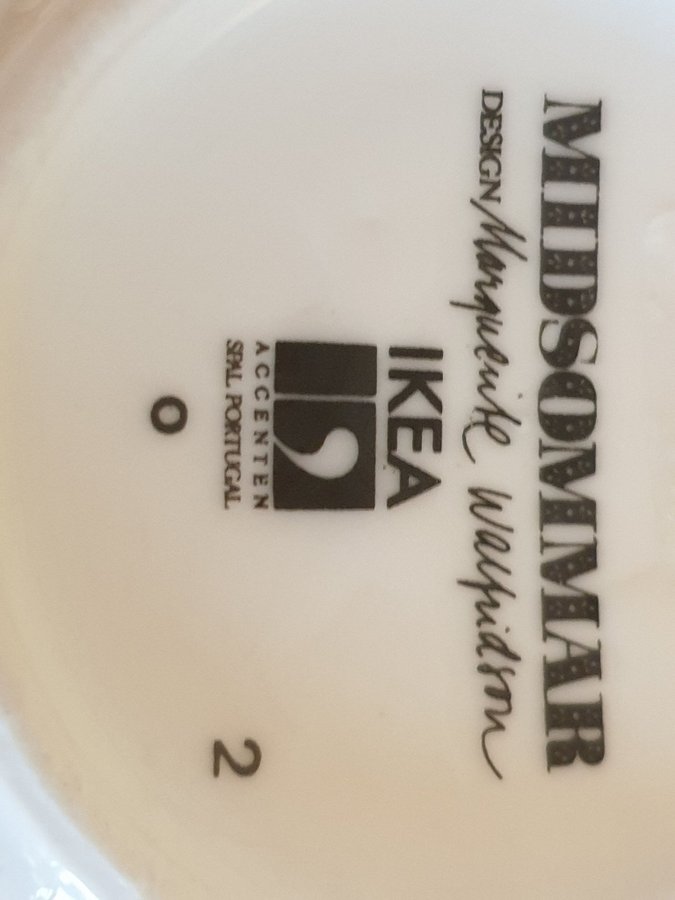 MIDSOMMAR
DESIGN Marguerite Walfridson
IKEA
ACCENTEN
SPAL PORTUGAL
O
2